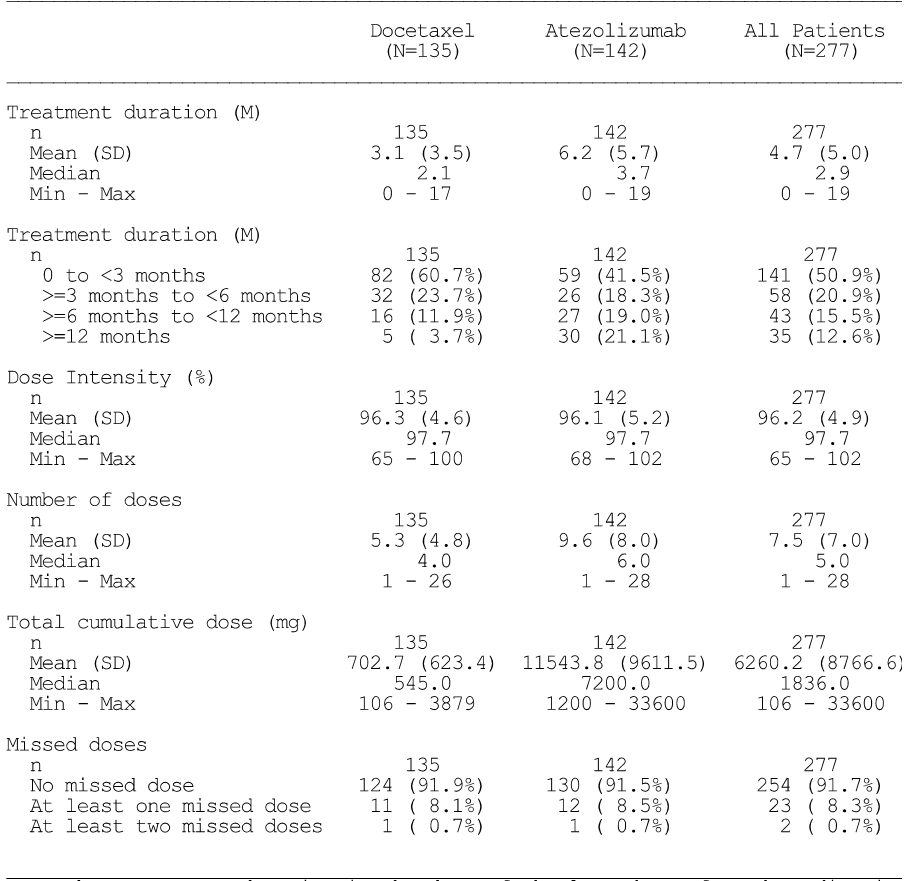 Docetaxel Atezolizumab All Patients
(N=135) (N=142) (N=277)
Treatment duration (M)
n 135 142 277
Mean (SD) 3.1 (3.5) 6.2 (5.7) 4.7 (5.0)
Median 2.1 3.7 2.9
Min - Max 0 - 17 0 - 19 0 - 19
Treatment duration (M)
n 135 142 277
0 to <3 months 82 (60.7%) 59 (41.5%) 141 (50.9%)
>=3 months to <6 months 32 (23.7%) 26 (18.3%) 58 (20.9%)
>=6 months to <12 months 16 (11.9%) 27 (19.0%) 43 (15.5%)
>=12 months 5 ( 3.7%) 30 (21.1%) 35 (12.6%)
Dose Intensity (%)
n 135 142 277
Mean (SD) 96.3 (4.6) 96.1 (5.2) 96.2 (4.9)
Median 97.7 97.7 97.7
Min - Max 65 - 100 68 - 102 65 - 102
Number of doses
n 135 142 277
Mean (SD) 5.3 (4.8) 9.6 (8.0) 7.5 (7.0)
Median 4.0 6.0 5.0
Min - Max 1 - 26 1 - 28 1 - 28
Total cumulative dose (mg)
n 135 142 277
Mean (SD) 702.7 (623.4) 11543.8 (9611.5) 6260.2 (8766.6)
Median 545.0 7200.0 1836.0
Min - Max 106 - 3879 1200 - 33600 106 - 33600
Missed doses
n 135 142 277
No missed dose 124 (91.9%) 130 (91.5%) 254 (91.7%)
At least one missed dose 11 ( 8.1%) 12 ( 8.5%) 23 ( 8.3%)
At least two missed doses 1 ( 0.7%) 1 ( 0.7%) 2 ( 0.7%)